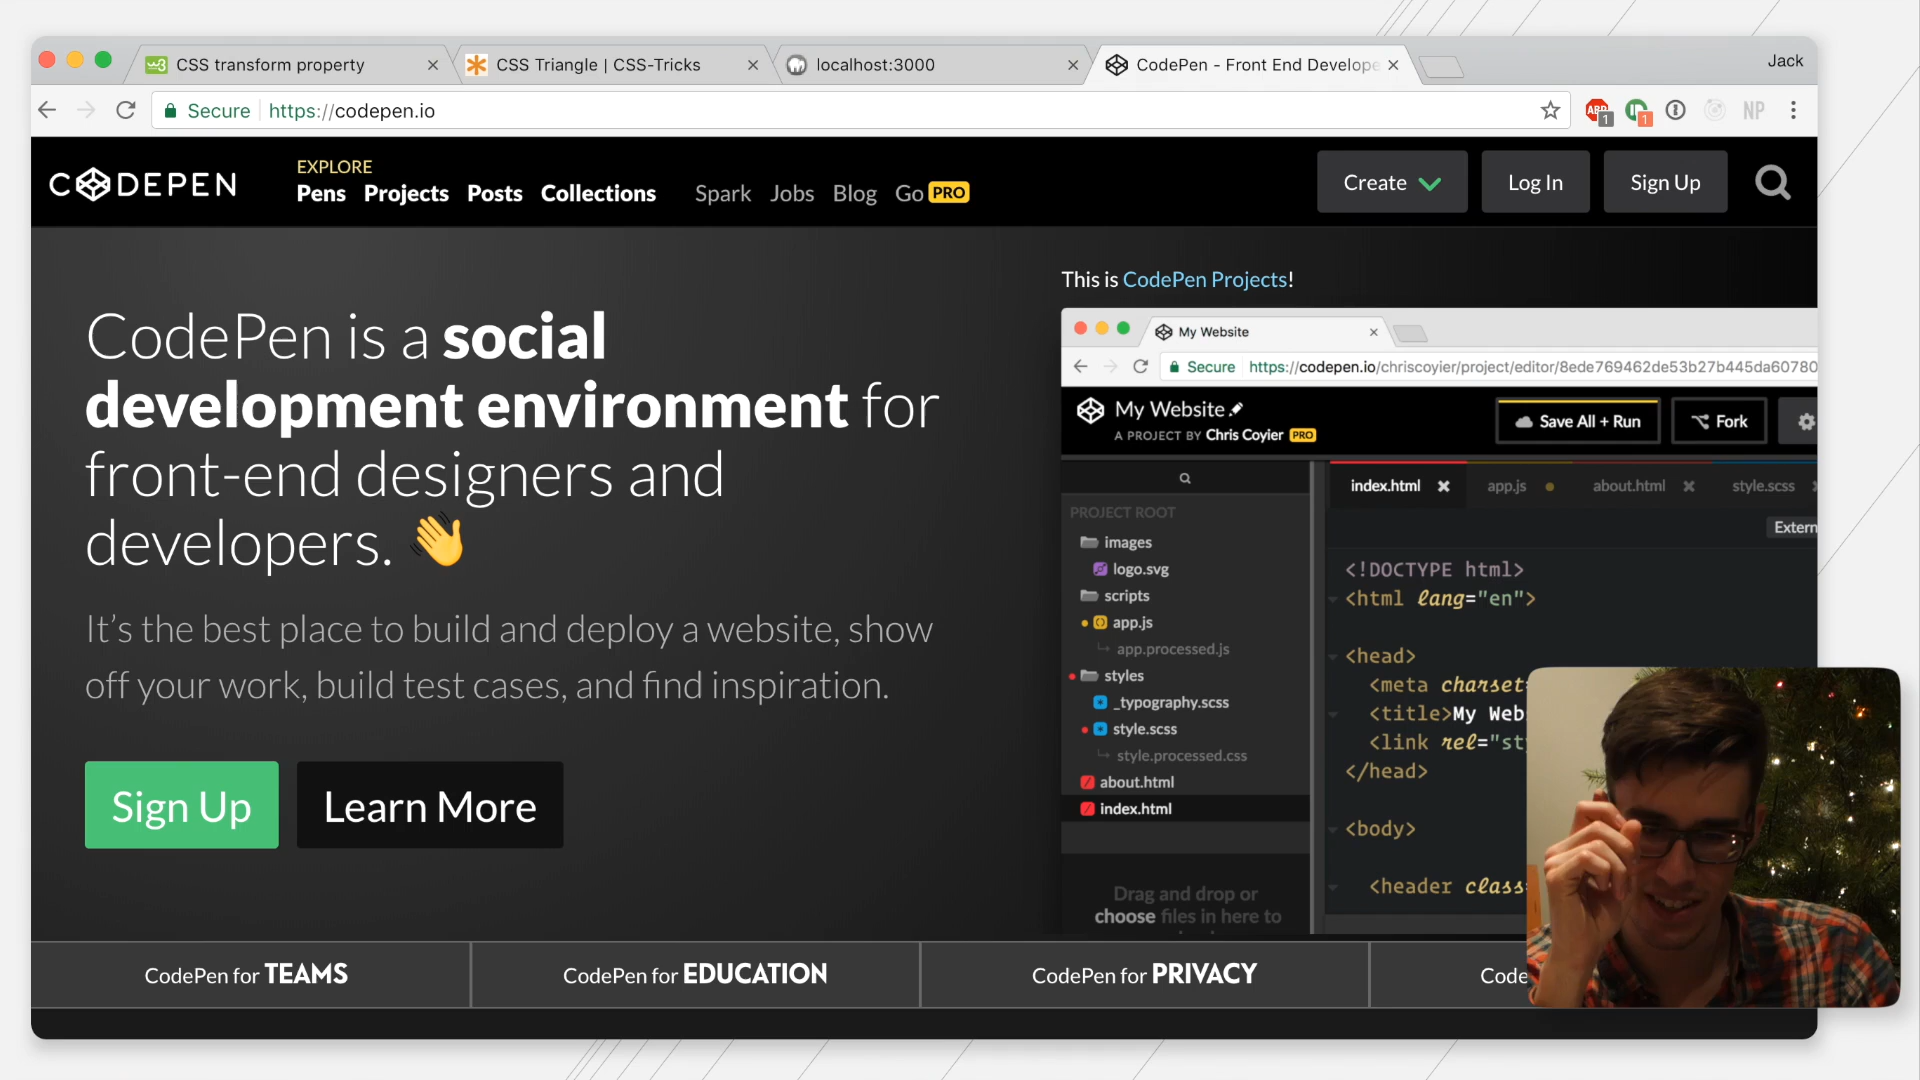 CSS transform property
CSS Triangle | CSS-Tricks
localhost:3000
CodePen - Front End Develope
Jack
Secure
https://codepen.io
ABP
1
1
NP
CODEPEN
EXPLORE
Pens Projects Posts Collections Spark Jobs Blog Go PRO
Create
Log In
Sign Up
CodePen is a social
development environment for
front-end designers and
developers. 👋
It’s the best place to build and deploy a website, show
off your work, build test cases, and find inspiration.
Sign Up
Learn More
This is CodePen Projects!
My Website
Secure
https://codepen.io/chriscoyier/project/editor/8ede769462de53b27b445da60780
My Website
A PROJECT BY Chris Coyier PRO
Save All + Run
Fork
PROJECT ROOT
images
logo.svg
scripts
app.js
app.processed.js
styles
_typography.scss
style.scss
style.processed.css
about.html
index.html
Drag and drop or
choose files in here to
index.html
app.js
about.html
style.scss
Extern
<!DOCTYPE html>
<html lang="en">
<head>
<meta charset
<title>My Web
<link rel="st
</head>
<body>
<header class
CodePen for TEAMS
CodePen for EDUCATION
CodePen for PRIVACY
Code